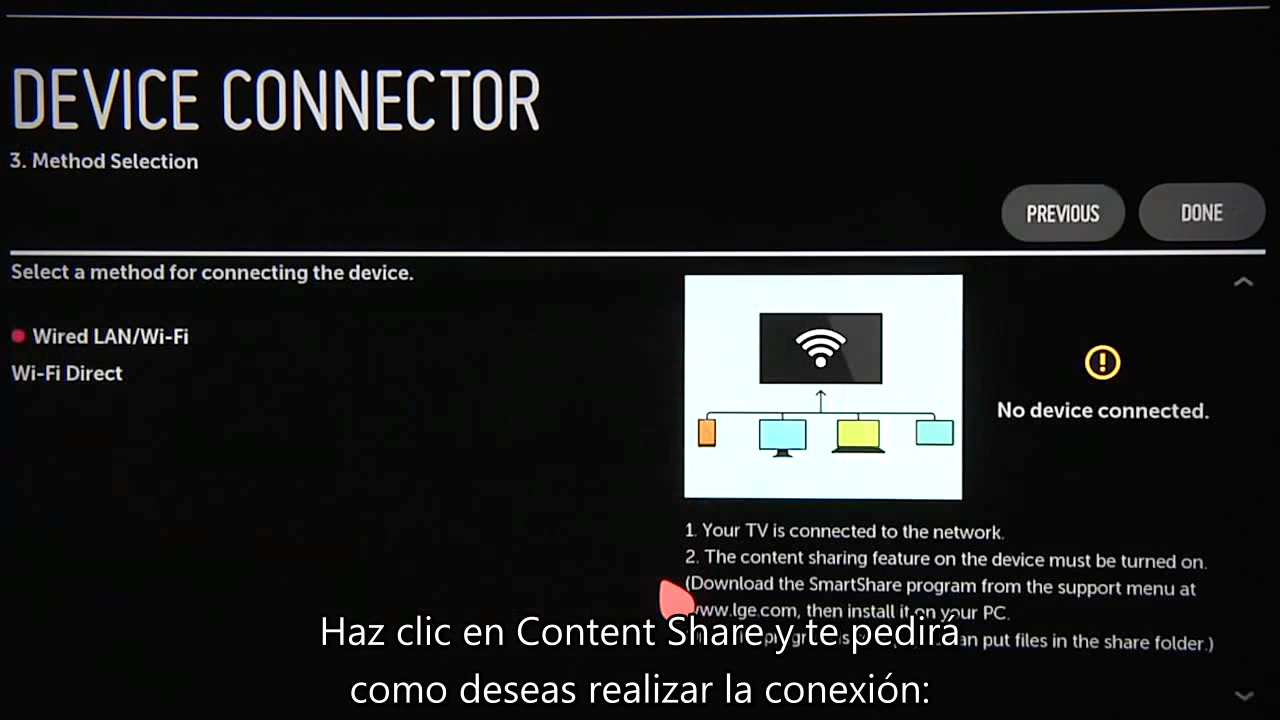 DEVICE CONNECTOR
3. Method Selection
PREVIOUS
DONE
Select a method for connecting the device.
Wired LAN/Wi-Fi
Wi-Fi Direct
No device connected.
1. Your TV is connected to the network.
2. The content sharing feature on the device must be turned on.
(Download the SmartShare program from the support menu at
www.lge.com, then install it on your PC.
put files in the share folder.)
Haz clic en Content Share y te pedirá
como deseas realizar la conexión: